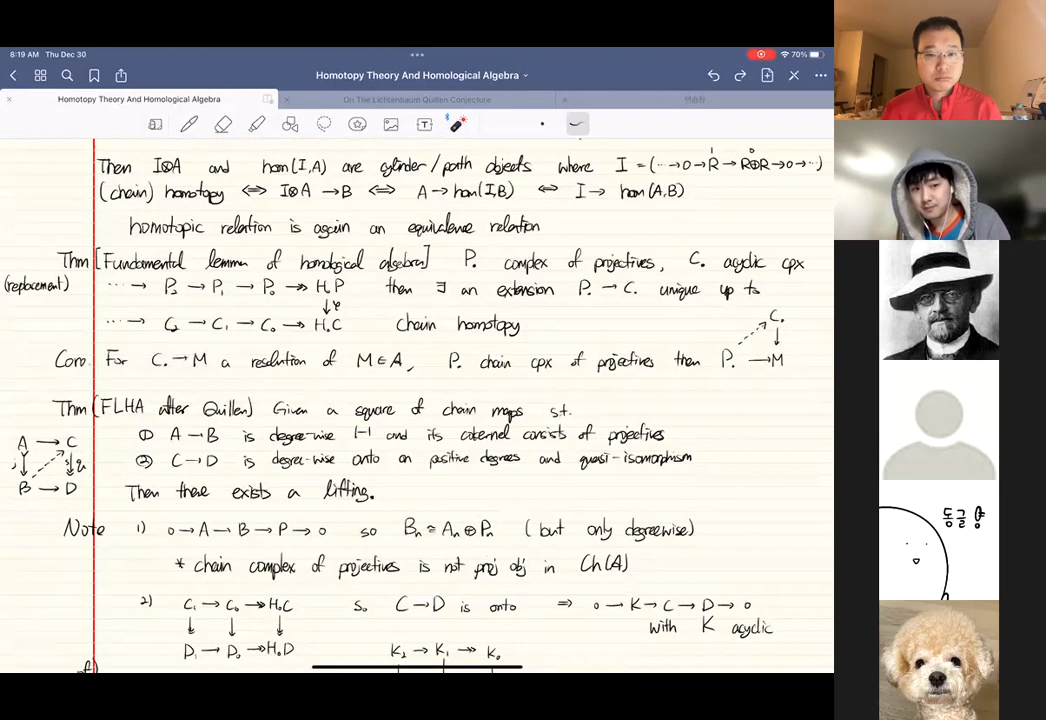 8:19 AM Thu Dec 30
70%
Homotopy Theory And Homological Algebra
Homotopy Theory And Homological Algebra
On The Lichtenbaum Quillen Conjecture
연습장
Then I⊗A and hom(I,A) are cylinder/path objects where I = (⋯→0→R→R⊕R→0→⋯)
1 0
(chain) homotopy ⟺ I⊗A → B ⟺ A → hom(I,B) ⟺ I → hom(A,B)
homotopic relation is again an equivalence relation
Thm [Fundamental lemma of homological algebra] P. complex of projectives, C. acyclic cpx
(replacement) ⋯ → P₂ → P₁ → P₀ ↠ H₀P then ∃ an extension P. → C. unique up to
↓φ
⋯ → C₂ → C₁ → C₀ → H₀C chain homotopy
C.
↓
Coro. For C. → M a resolution of M ∈ A, P. chain cpx of projectives then P. → M
Thm (FLHA after Quillen) Given a square of chain maps s.t.
① A → B is degree-wise 1-1 and its cokernel consists of projectives
A → C
② C → D is degree-wise onto on positive degrees and quasi-isomorphism
B → D
Then there exists a lifting.
Note 1) 0 → A → B → P → 0 so Bₙ ≅ Aₙ ⊕ Pₙ (but only degreewise)
* chain complex of projectives is not proj obj in Ch(A)
2) C₁ → C₀ ↠ H₀C so C → D is onto ⟹ 0 → K → C → D → 0
↓ ↓ ↓
with K acyclic
D₁ → D₀ ↠ H₀D K₂ → K₁ ↠ K₀
동글